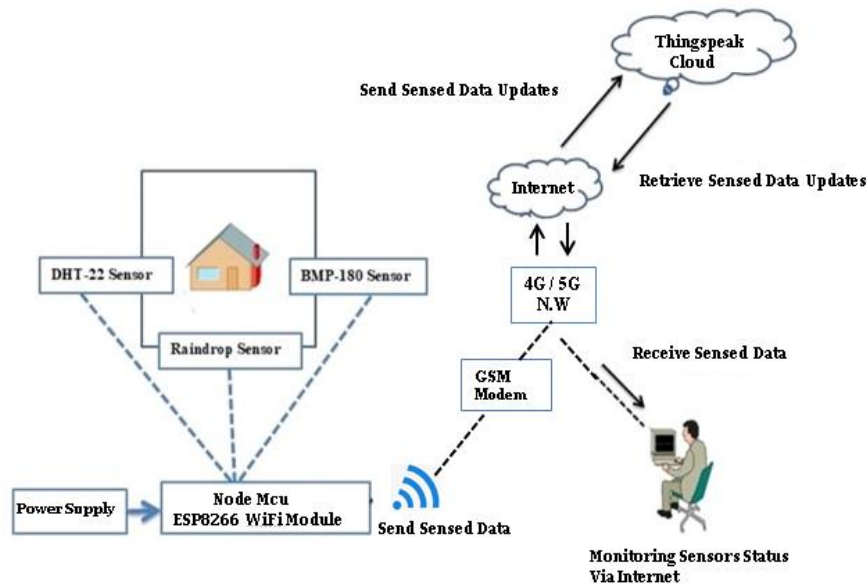 Thingspeak
Cloud
Send Sensed Data Updates
Internet
Retrieve Sensed Data Updates
DHT-22 Sensor
BMP-180 Sensor
4G / 5G
N.W
Raindrop Sensor
Receive Sensed Data
GSM
Modem
Power Supply
Node Mcu
ESP8266 WiFi Module
Send Sensed Data
Monitoring Sensors Status
Via Internet